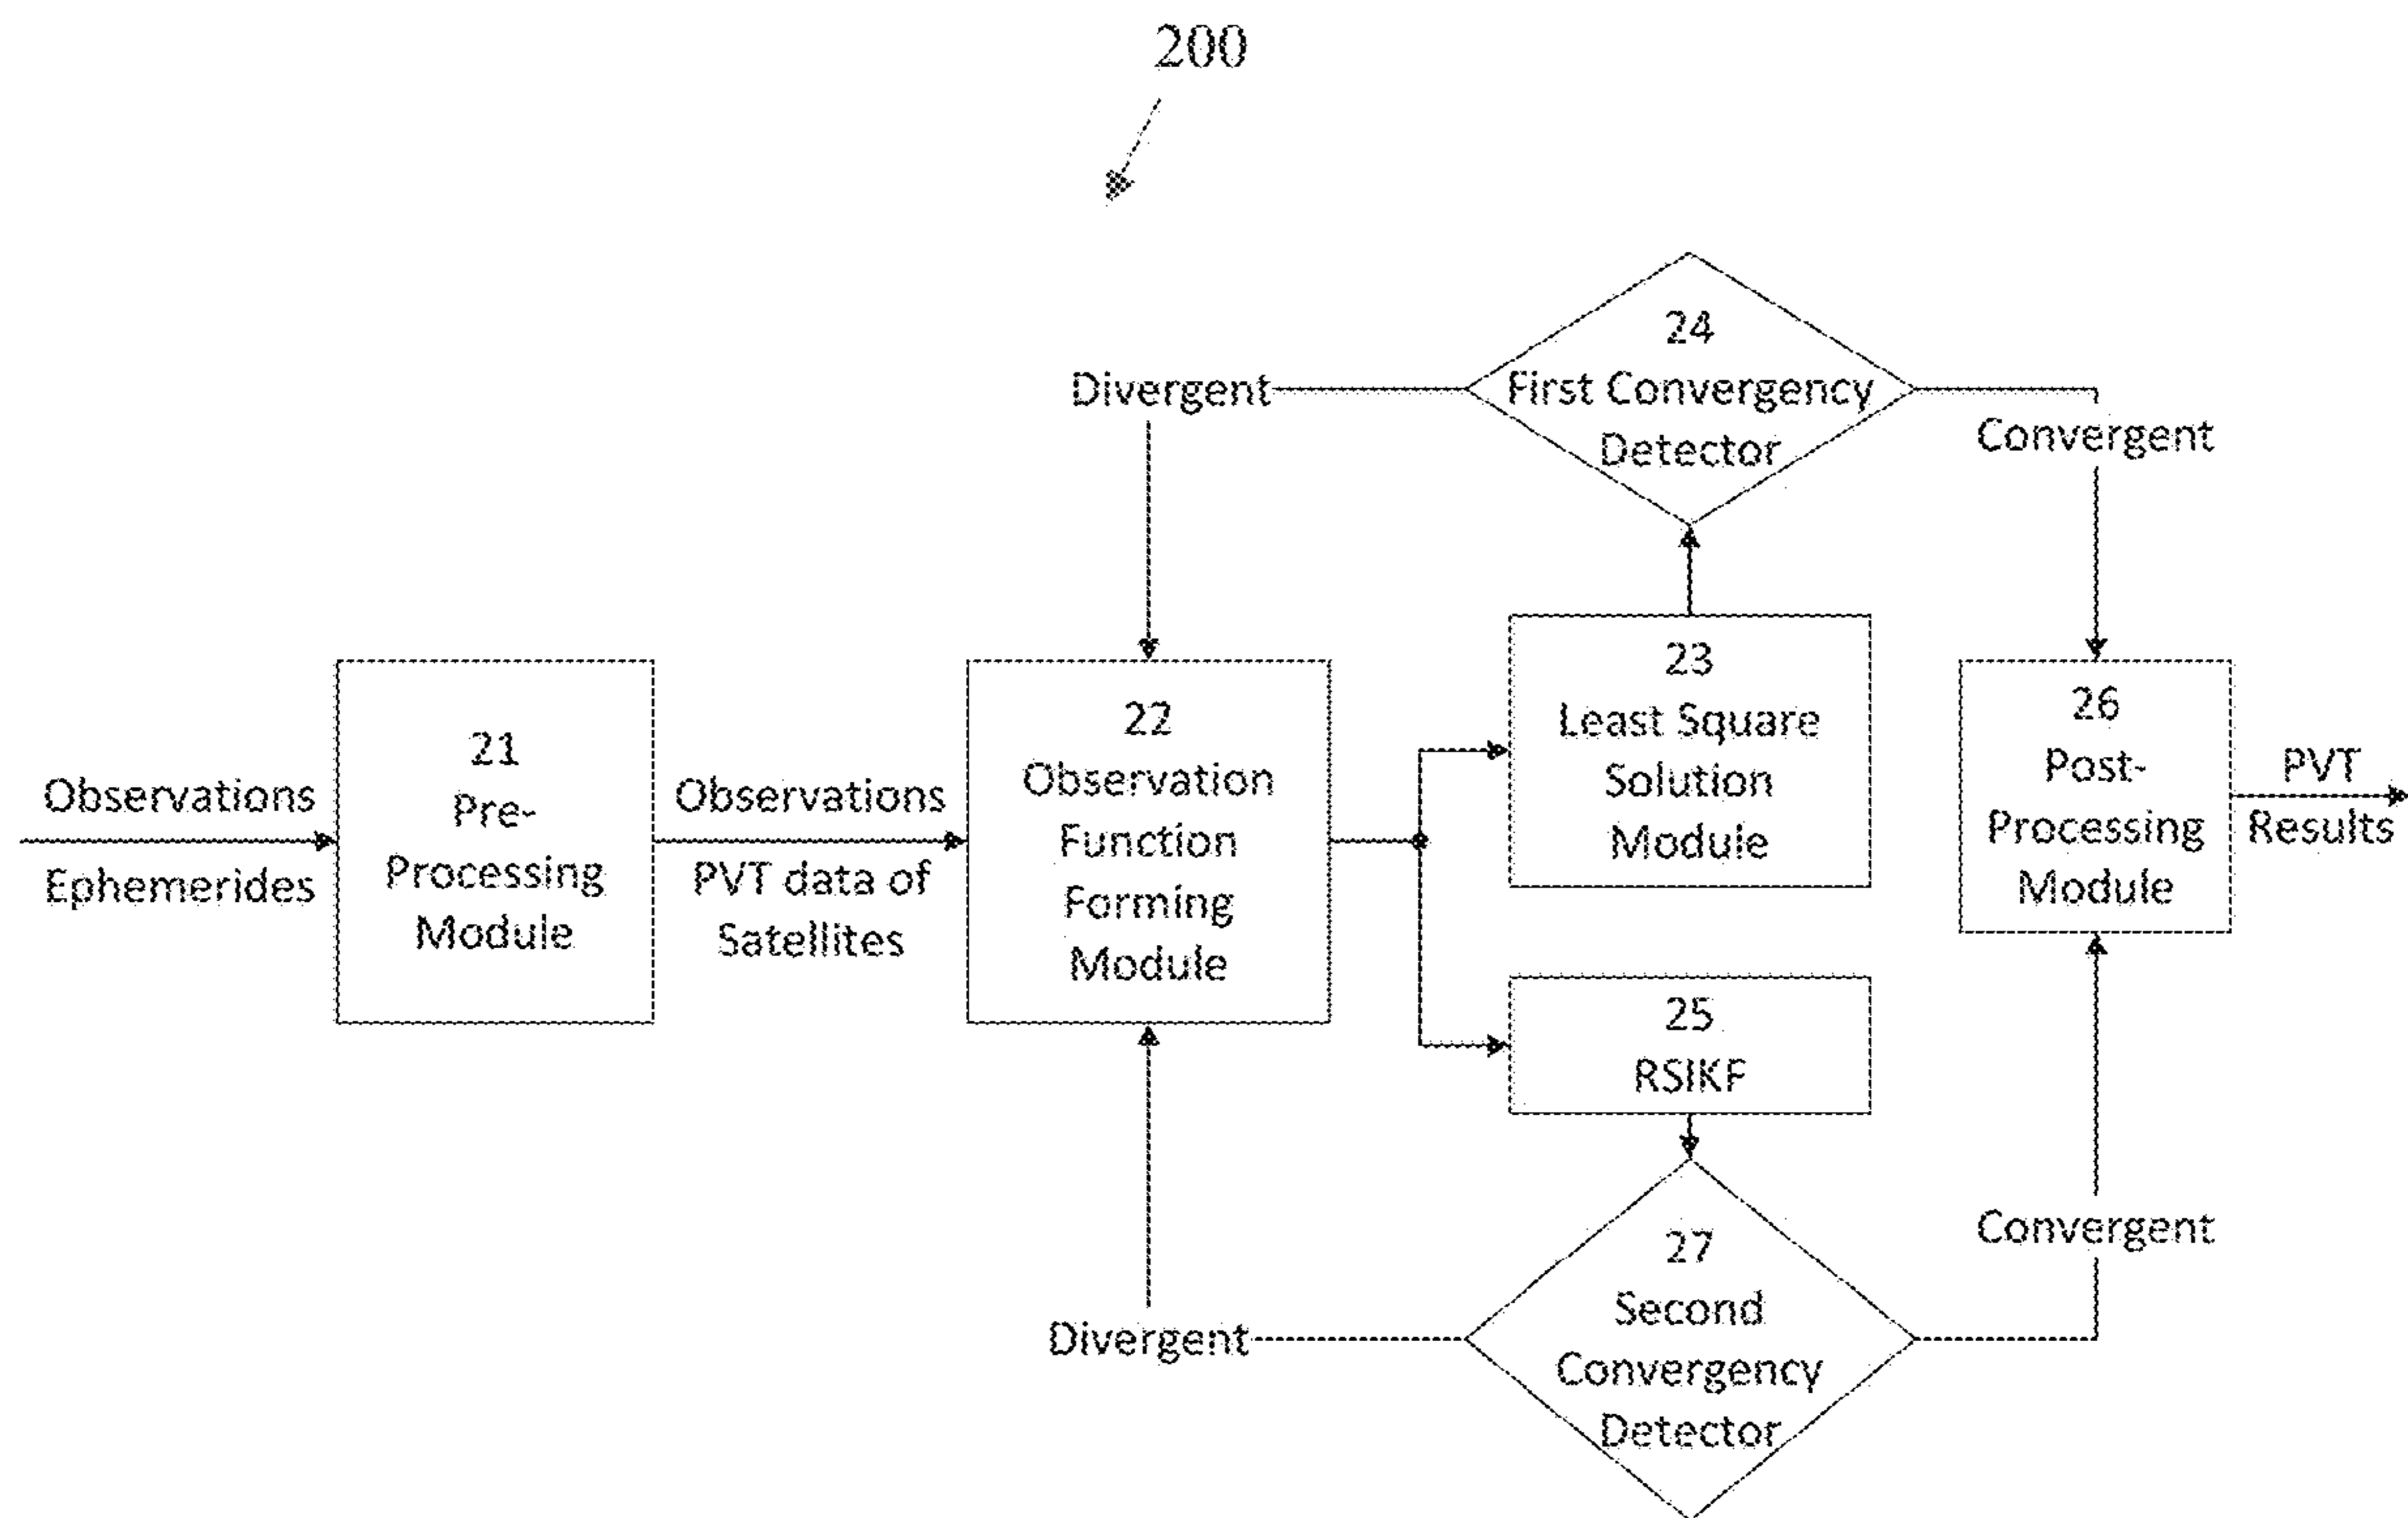 200
24
First Convergency
Detector
Divergent
Convergent
23
Least Square
Solution
Module
22
Observation
Function
Forming
Module
21
Pre-
Processing
Module
Observations
Ephemerides
Observations
PVT data of
Satellites
26
Post-
Processing
Module
PVT
Results
25
RSIKF
27
Second
Convergency
Detector
Divergent
Convergent